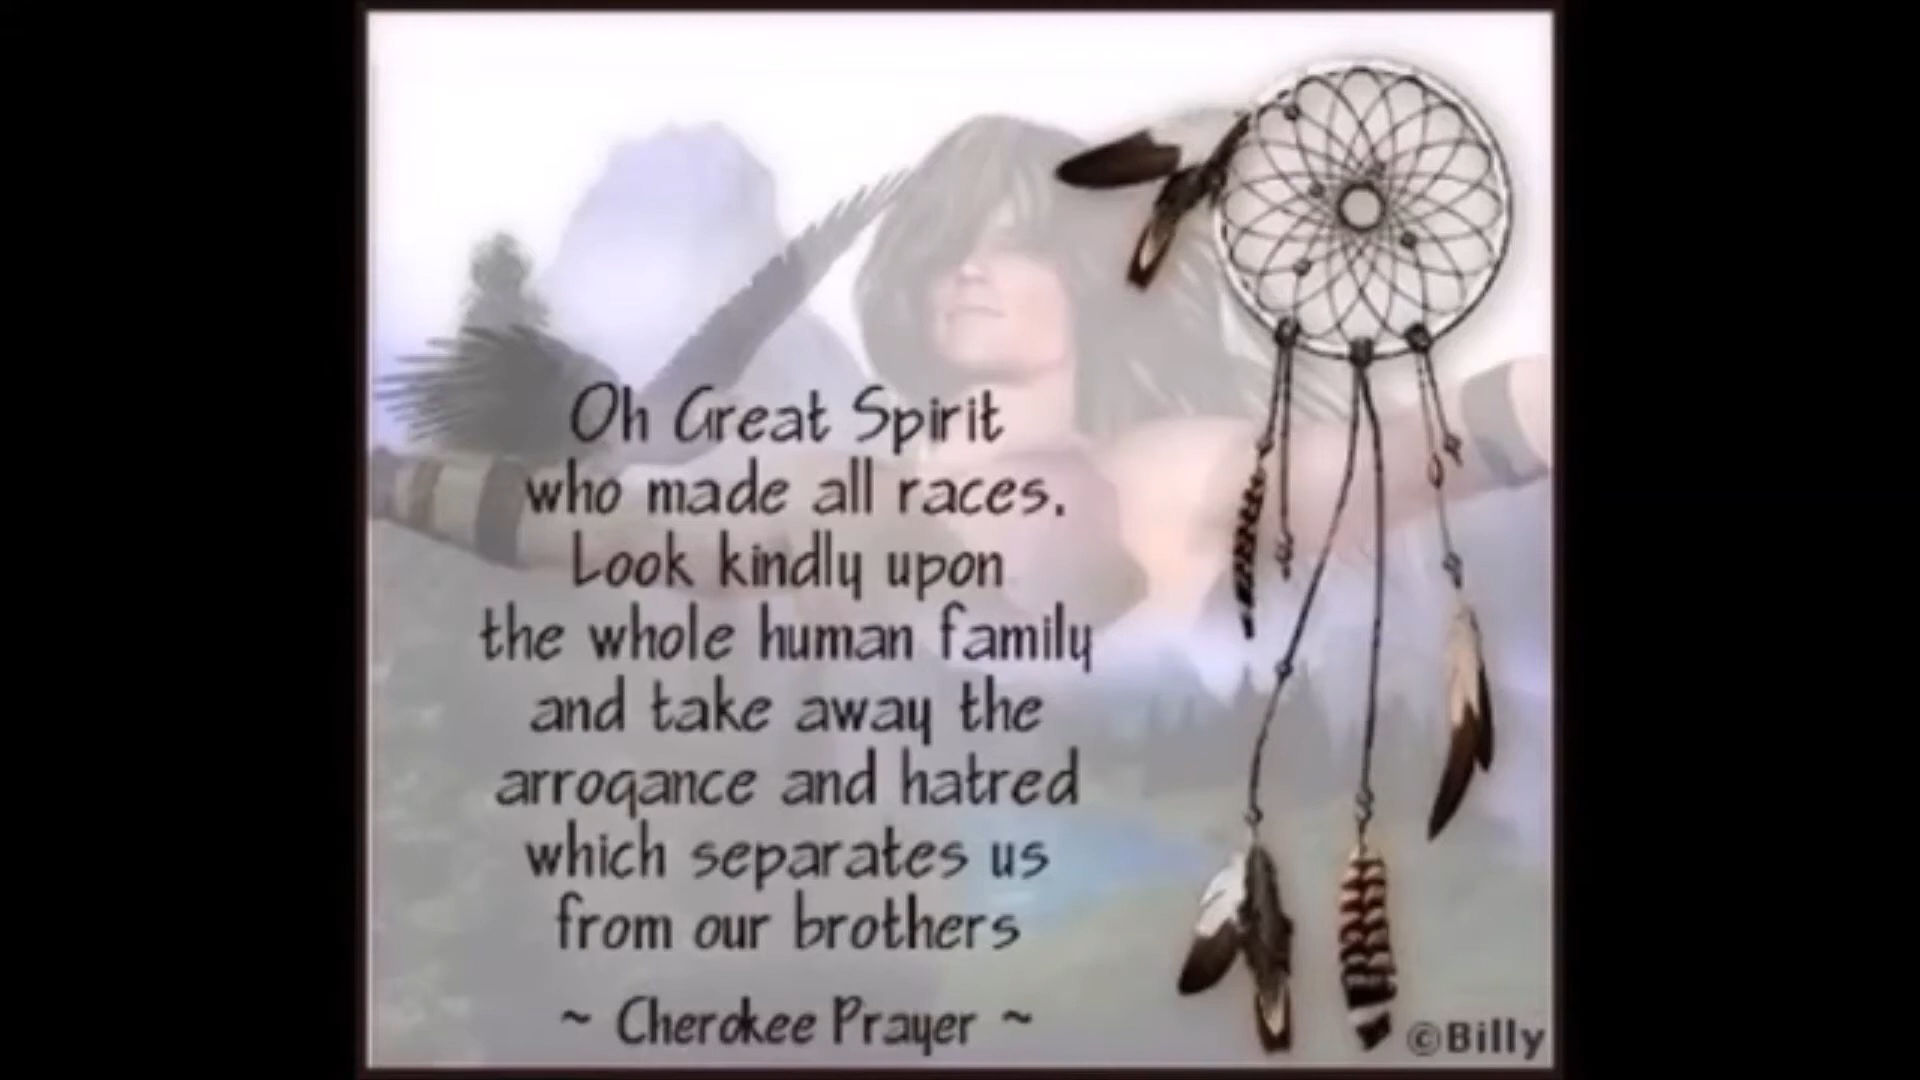 Oh Great Spirit
who made all races.
Look kindly upon
the whole human family
and take away the
arrogance and hatred
which separates us
from our brothers
~ Cherokee Prayer ~
©Billy